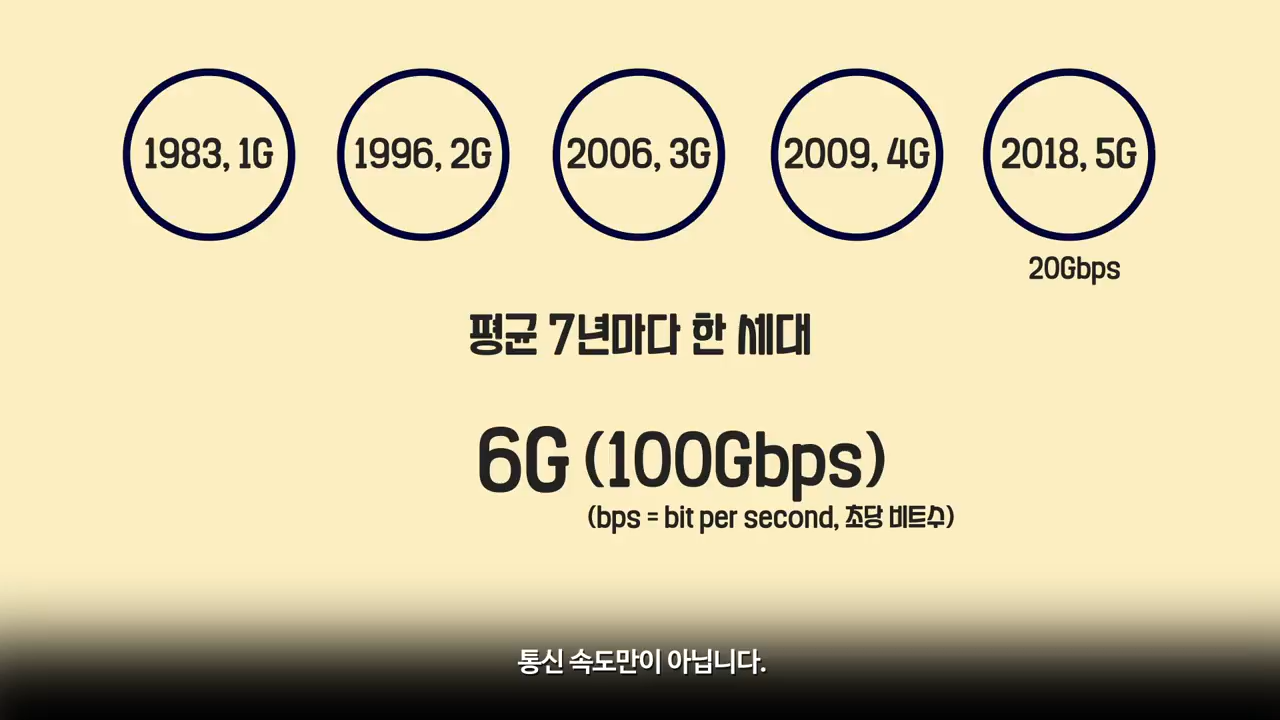 1983, 1G
1996, 2G
2006, 3G
2009, 4G
2018, 5G
20Gbps
평균 7년마다 한 세대
6G (100Gbps)
(bps = bit per second, 초당 비트수)
통신 속도만이 아닙니다.